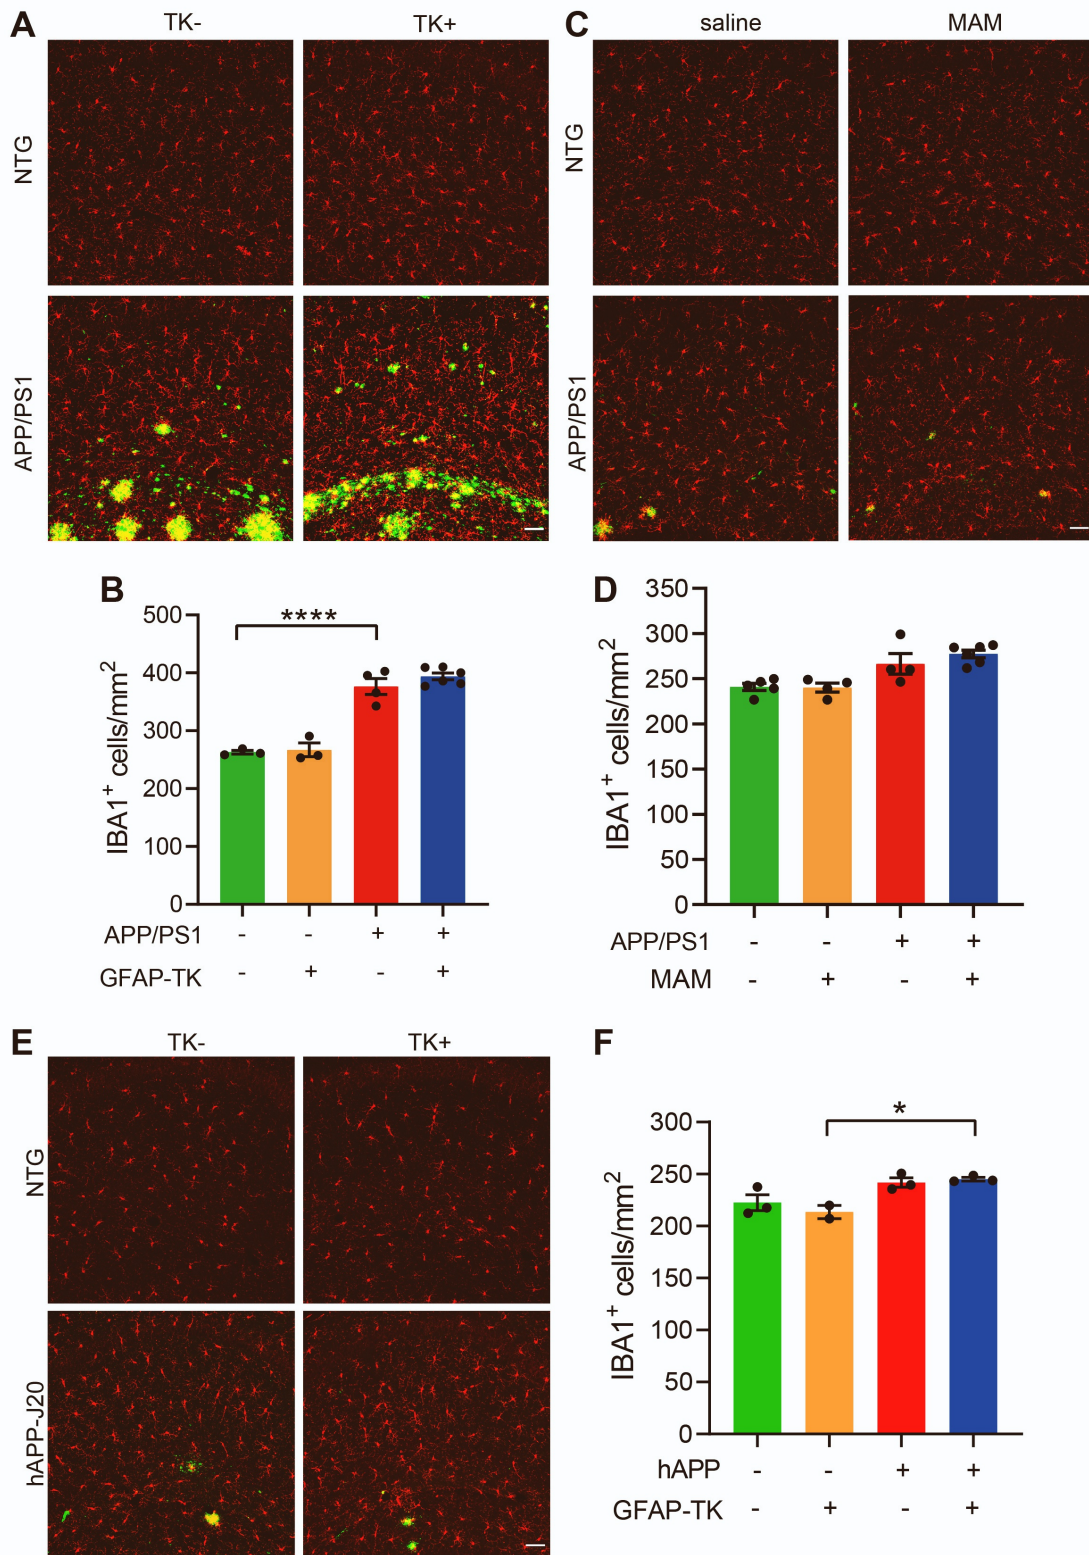 A
TK-
TK+
NTG
APP/PS1
C
saline
MAM
NTG
APP/PS1
B
500
400
300
200
100
0
IBA1+ cells/mm2
****
APP/PS1 - - + +
GFAP-TK - + - +
D
350
300
250
200
150
100
50
0
IBA1+ cells/mm2
APP/PS1 - - + +
MAM - + - +
E
TK-
TK+
NTG
hAPP-J20
F
300
250
200
150
100
50
0
IBA1+ cells/mm2
*
hAPP - - + +
GFAP-TK - + - +